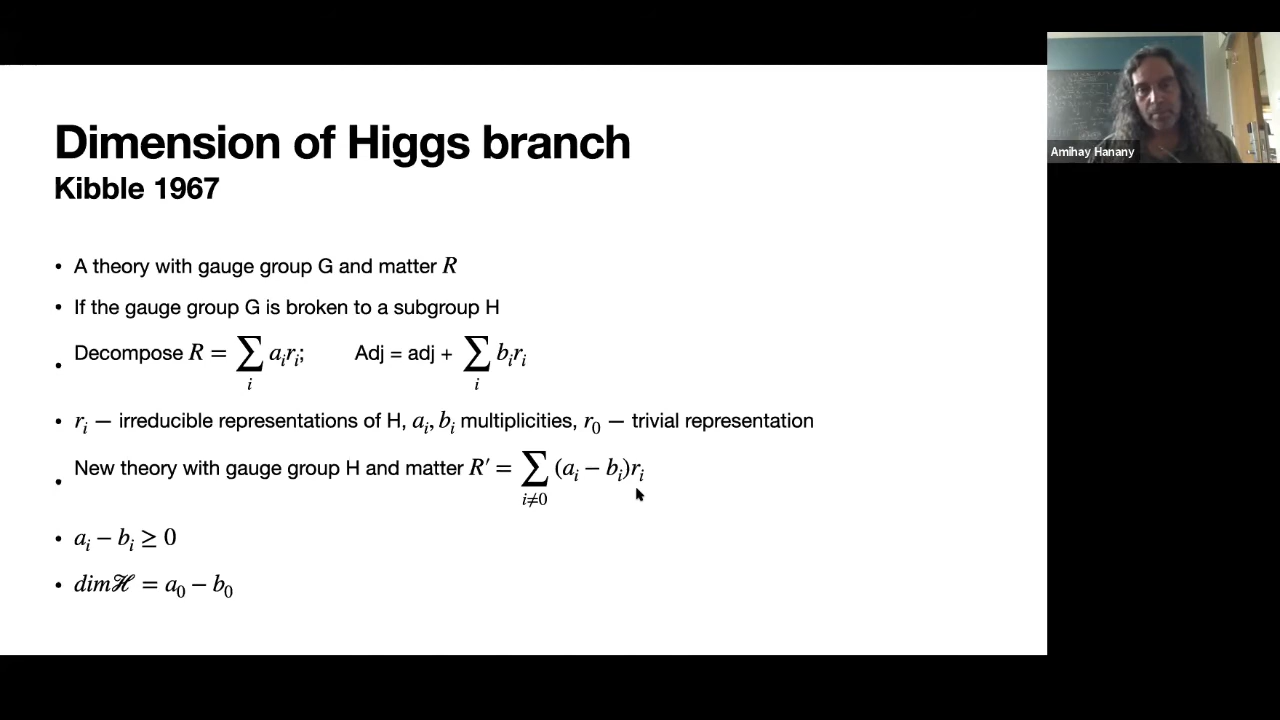 Dimension of Higgs branch
Kibble 1967
• A theory with gauge group G and matter R
• If the gauge group G is broken to a subgroup H
• Decompose R = ∑_i a_i r_i; Adj = adj + ∑_i b_i r_i
• r_i − irreducible representations of H, a_i, b_i multiplicities, r_0 − trivial representation
• New theory with gauge group H and matter R′ = ∑_{i≠0} (a_i − b_i)r_i
• a_i − b_i ≥ 0
• dimℋ = a_0 − b_0
Amihay Hanany